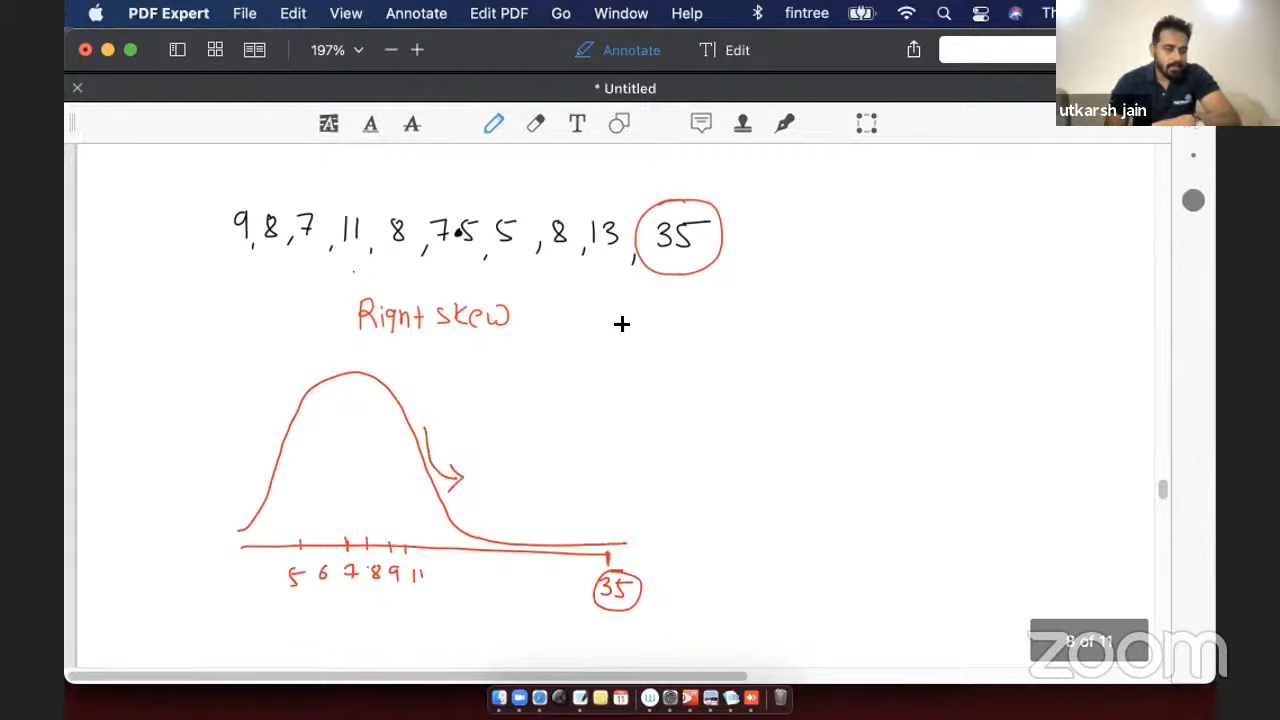 PDF Expert File Edit View Annotate Edit PDF Go Window Help fintree Th
197% Annotate T Edit
* Untitled
utkarsh jain
9, 8, 7, 11, 8, 7.5, 5, 8, 13, 35
Right skew
5 6 7 8 9 11
35
8 of 11
zoom